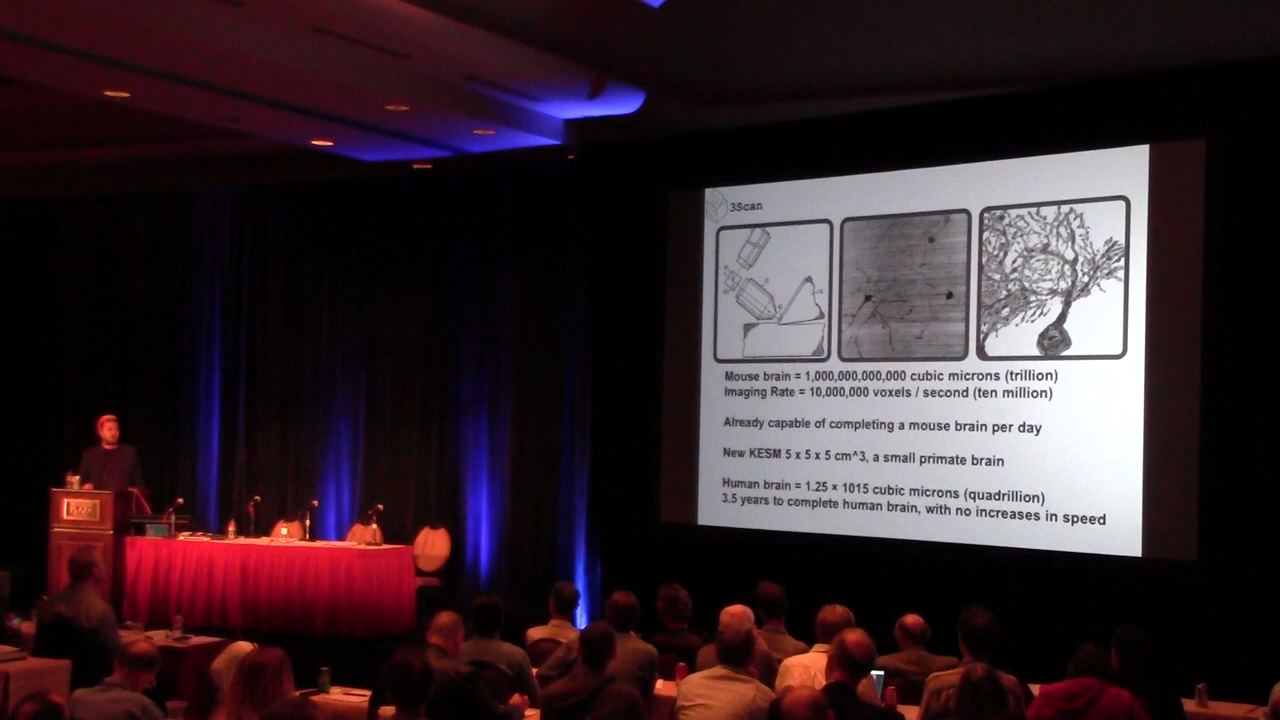 3Scan
Mouse brain = 1,000,000,000,000 cubic microns (trillion)
Imaging Rate = 10,000,000 voxels / second (ten million)
Already capable of completing a mouse brain per day
New KESM 5 x 5 x 5 cm^3, a small primate brain
Human brain = 1.25 × 1015 cubic microns (quadrillion)
3.5 years to complete human brain, with no increases in speed
PLAZA